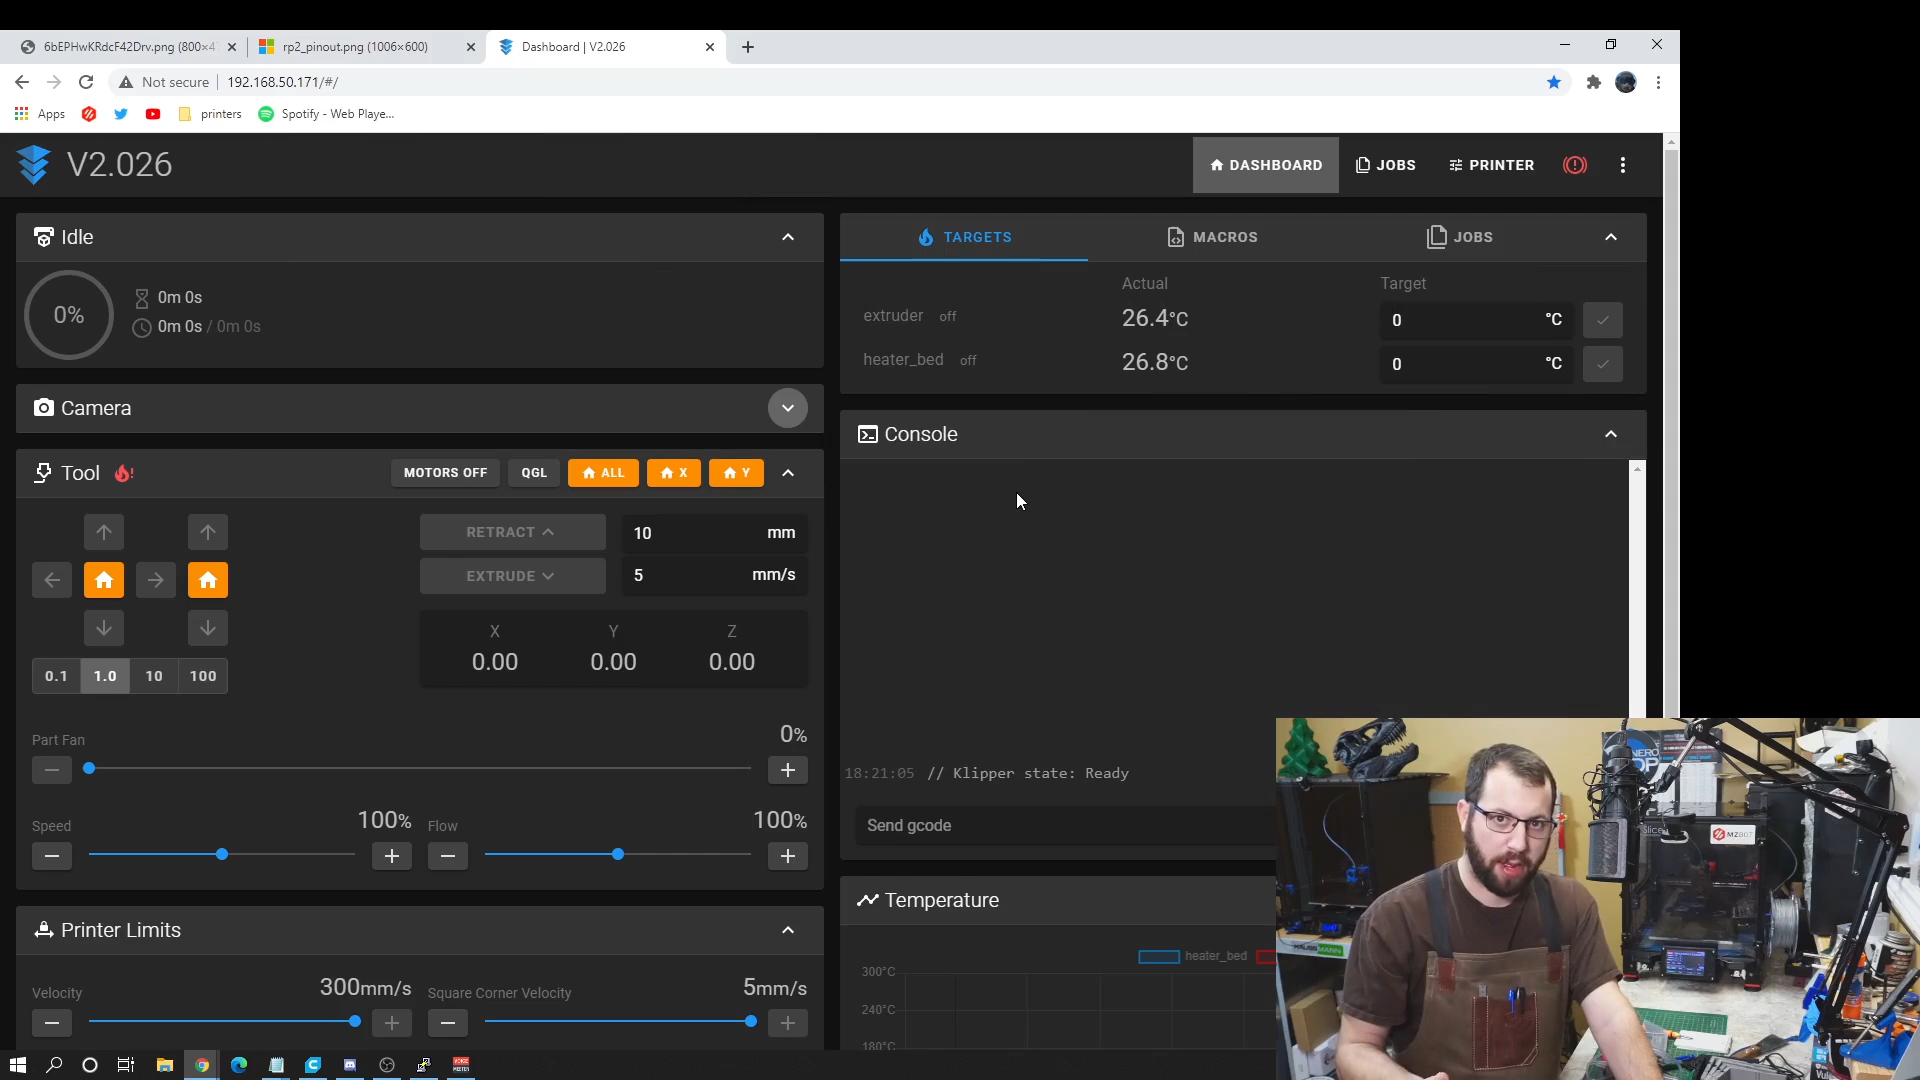 6bEPHwKRdcF42Drv.png (800×4
rp2_pinout.png (1006×600)
Dashboard | V2.026
Not secure
192.168.50.171/#/
Apps
printers
Spotify - Web Playe...
V2.026
DASHBOARD
JOBS
PRINTER
Idle
0%
0m 0s
0m 0s / 0m 0s
Camera
Tool
MOTORS OFF
QGL
ALL
X
Y
RETRACT
10 mm
EXTRUDE
5 mm/s
X Y Z
0.00 0.00 0.00
0.1 1.0 10 100
Part Fan 0%
Speed 100%
Flow 100%
Printer Limits
Velocity 300mm/s
Square Corner Velocity 5mm/s
TARGETS
MACROS
JOBS
Actual Target
extruder off 26.4°C 0 °C
heater_bed off 26.8°C 0 °C
Console
18:21:05 // Klipper state: Ready
Send gcode
Temperature
heater_bed
300°C
240°C
180°C
MZ807